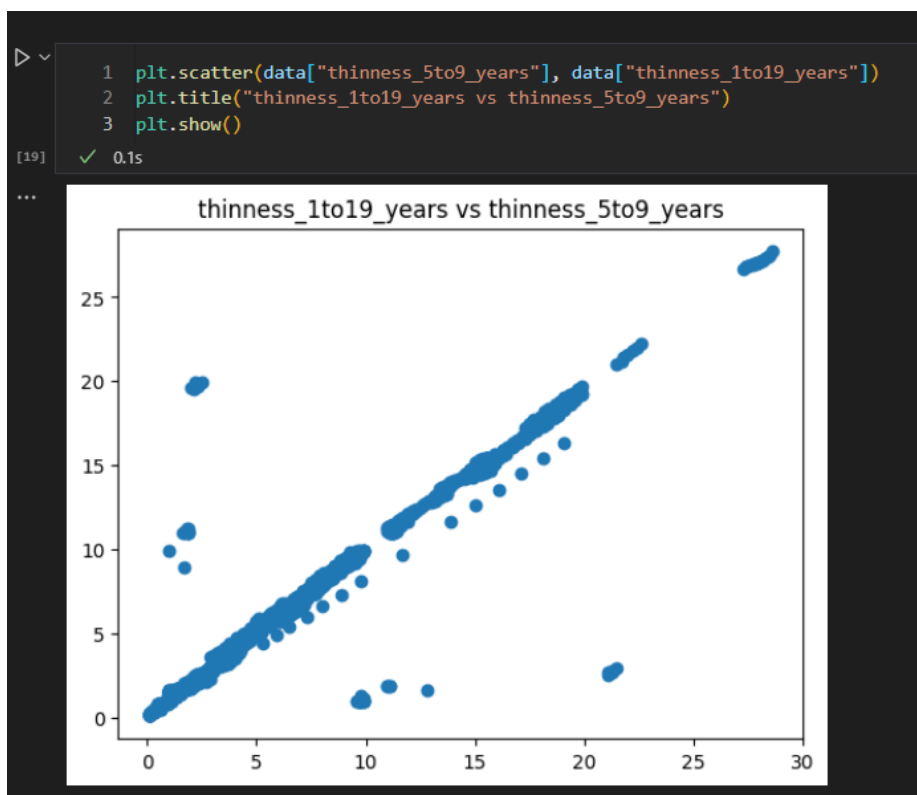 1 plt.scatter(data["thinness_5to9_years"], data["thinness_1to19_years"])
2 plt.title("thinness_1to19_years vs thinness_5to9_years")
3 plt.show()
[19] ✓ 0.1s
...
thinness_1to19_years vs thinness_5to9_years
25
20
15
10
5
0
0 5 10 15 20 25 30